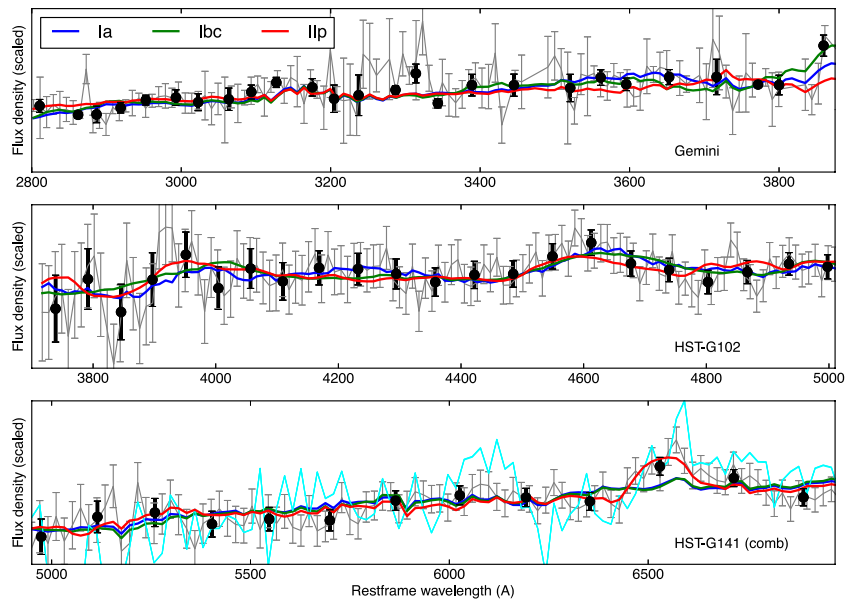 Ia Ibc IIp
Flux density (scaled)
Gemini
2800 3000 3200 3400 3600 3800
Flux density (scaled)
HST-G102
3800 4000 4200 4400 4600 4800 5000
Flux density (scaled)
HST-G141 (comb)
5000 5500 6000 6500
Restframe wavelength (A)